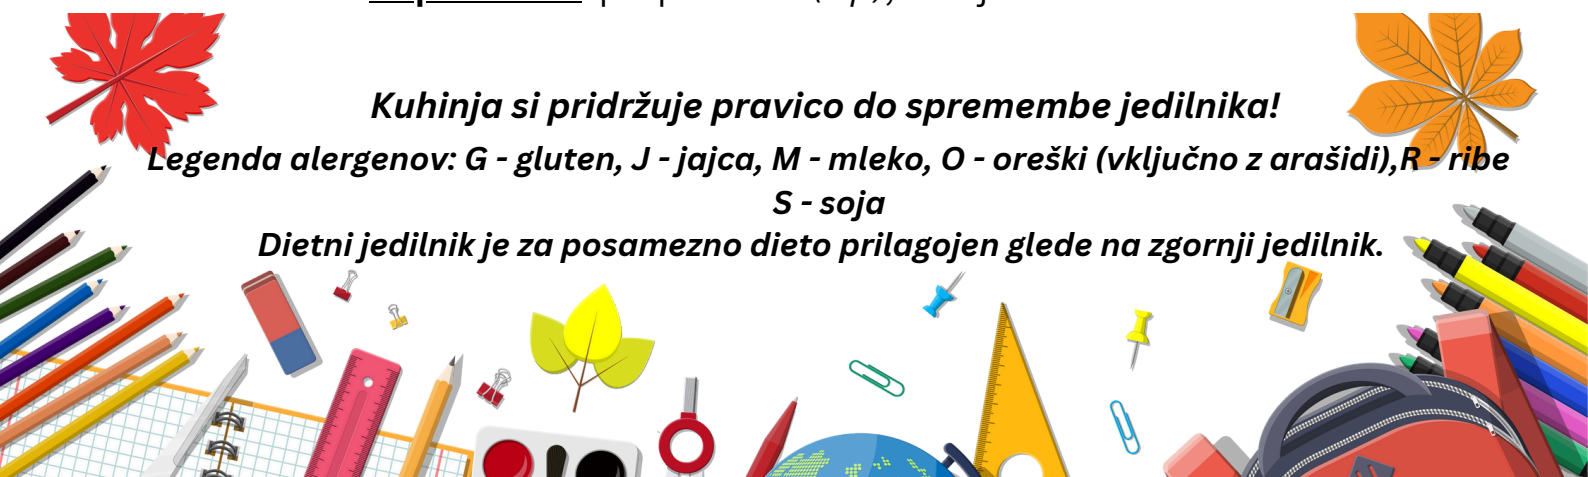 Kuhinja si pridržuje pravico do spremembe jedilnika!
Legenda alergenov: G - gluten, J - jajca, M - mleko, O - oreški (vključno z arašidi),R - ribe
S - soja
Dietni jedilnik je za posamezno dieto prilagojen glede na zgornji jedilnik.